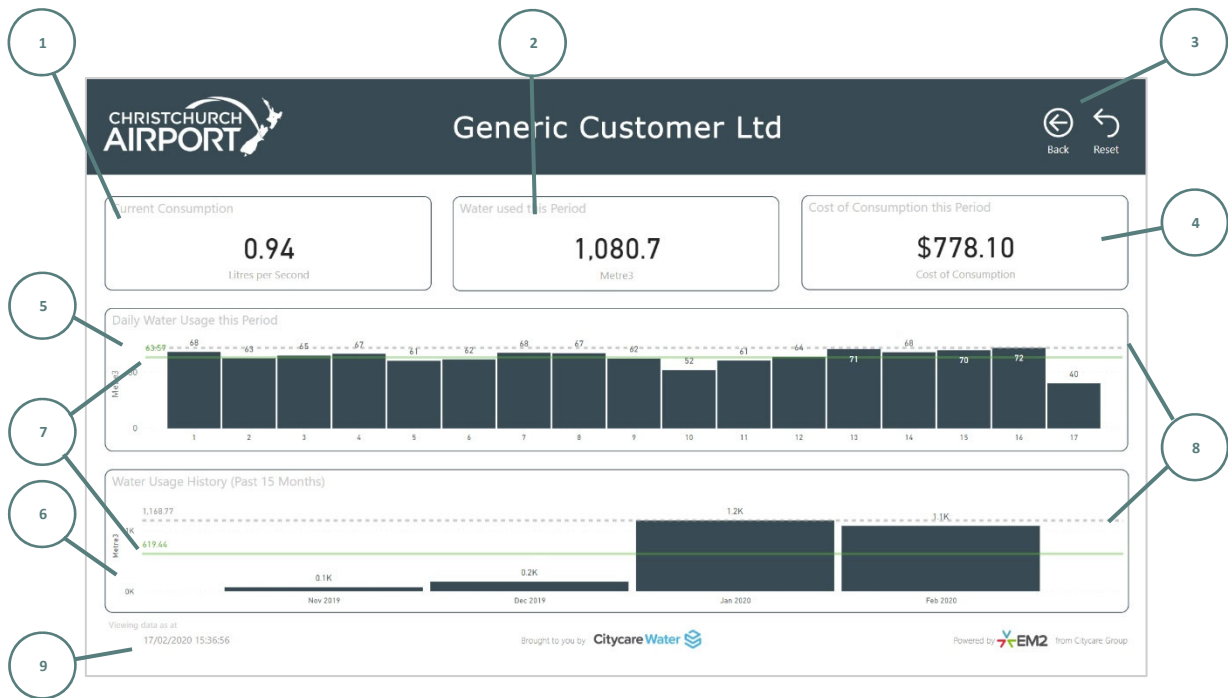 1
2
3
CHRISTCHURCH
AIRPORT
Generic Customer Ltd
Back
Reset
Current Consumption
0.94
Litres per Second
Water used this Period
1,080.7
Metre3
Cost of Consumption this Period
$778.10
Cost of Consumption
4
5
Daily Water Usage this Period
63.57
Metre3
0
68
63
65
67
61
62
68
67
62
52
61
64
71
68
70
72
40
1
2
3
4
5
6
7
8
9
10
11
12
13
14
15
16
17
7
8
Water Usage History (Past 15 Months)
1,168.77
1K
619.44
Metre3
0K
0.1K
0.2K
1.2K
1.1K
Nov 2019
Dec 2019
Jan 2020
Feb 2020
6
Viewing data as at
17/02/2020 15:36:56
Brought to you by Citycare Water
Powered by EM2 from Citycare Group
9